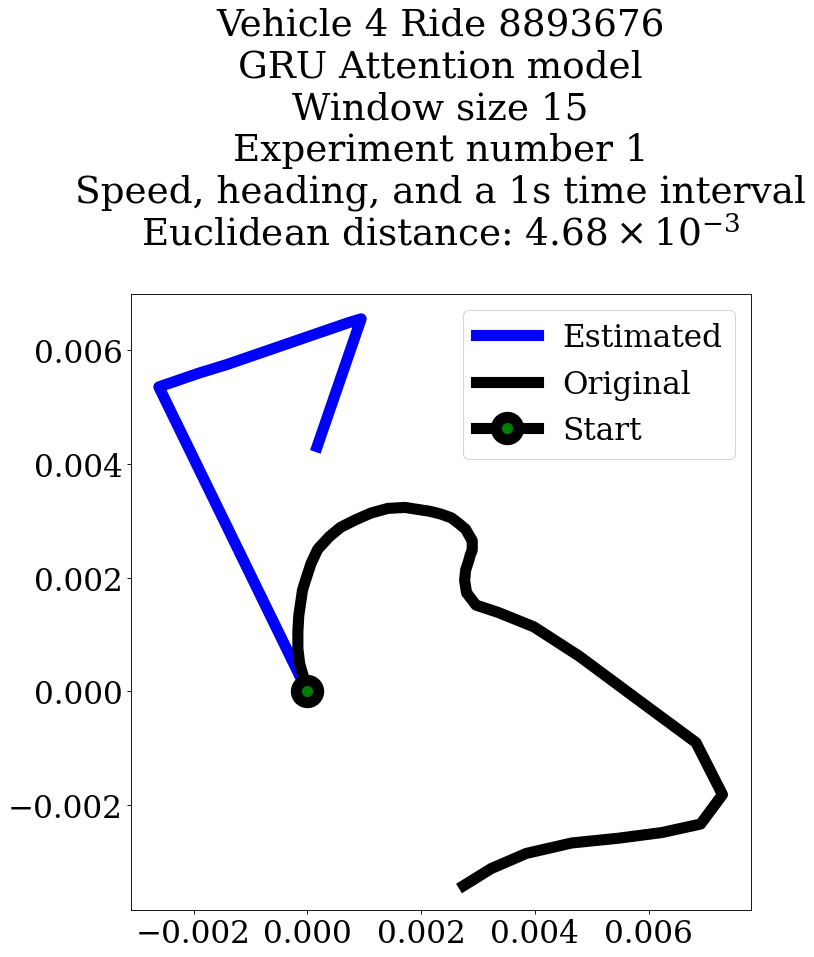 Vehicle 4 Ride 8893676
GRU Attention model
Window size 15
Experiment number 1
Speed, heading, and a 1s time interval
Euclidean distance: 4.68 × 10⁻³
Estimated
Original
Start
0.006
0.004
0.002
0.000
−0.002
−0.002 0.000 0.002 0.004 0.006